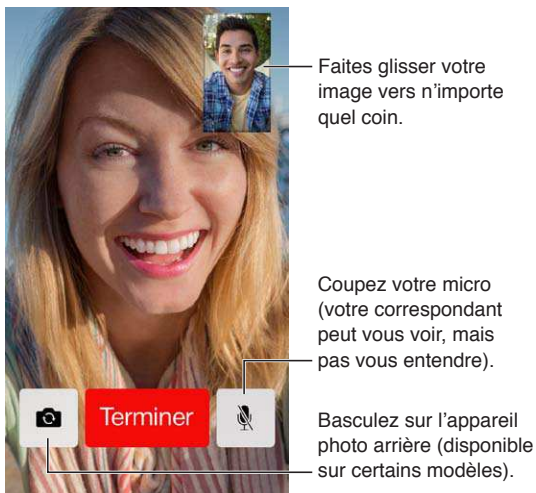 Faites glisser votre
image vers n’importe
quel coin.
Coupez votre micro
(votre correspondant
peut vous voir, mais
pas vous entendre).
Terminer
Basculez sur l’appareil
photo arrière (disponible
sur certains modèles).